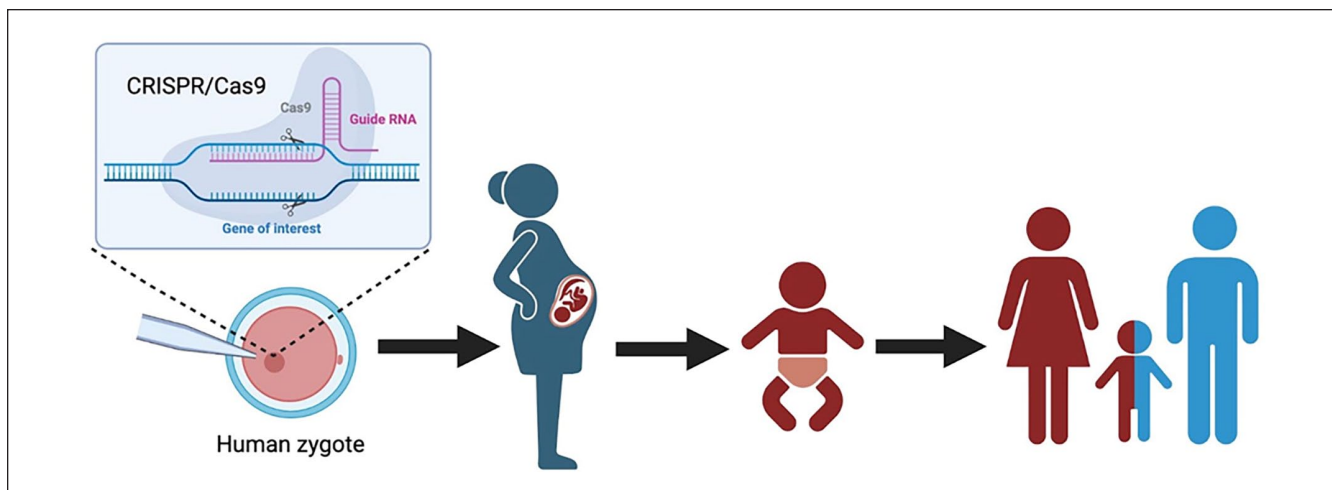 CRISPR/Cas9
Cas9
Guide RNA
Gene of interest
Human zygote